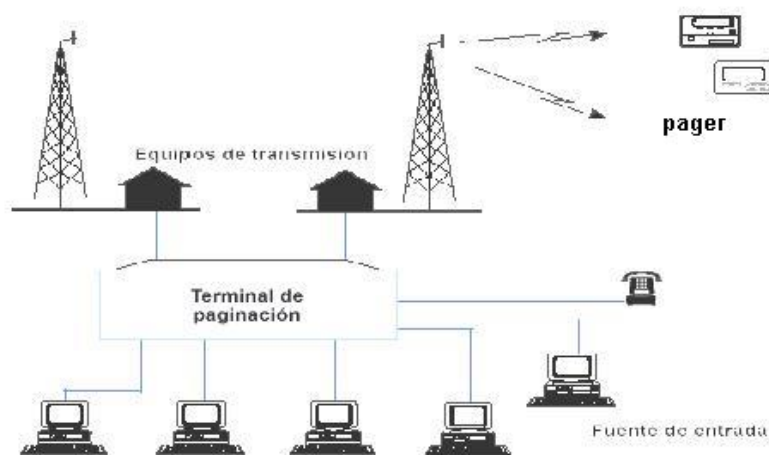 pager
Equipos de transmision
Terminal de
paginación
Fuente de entrada